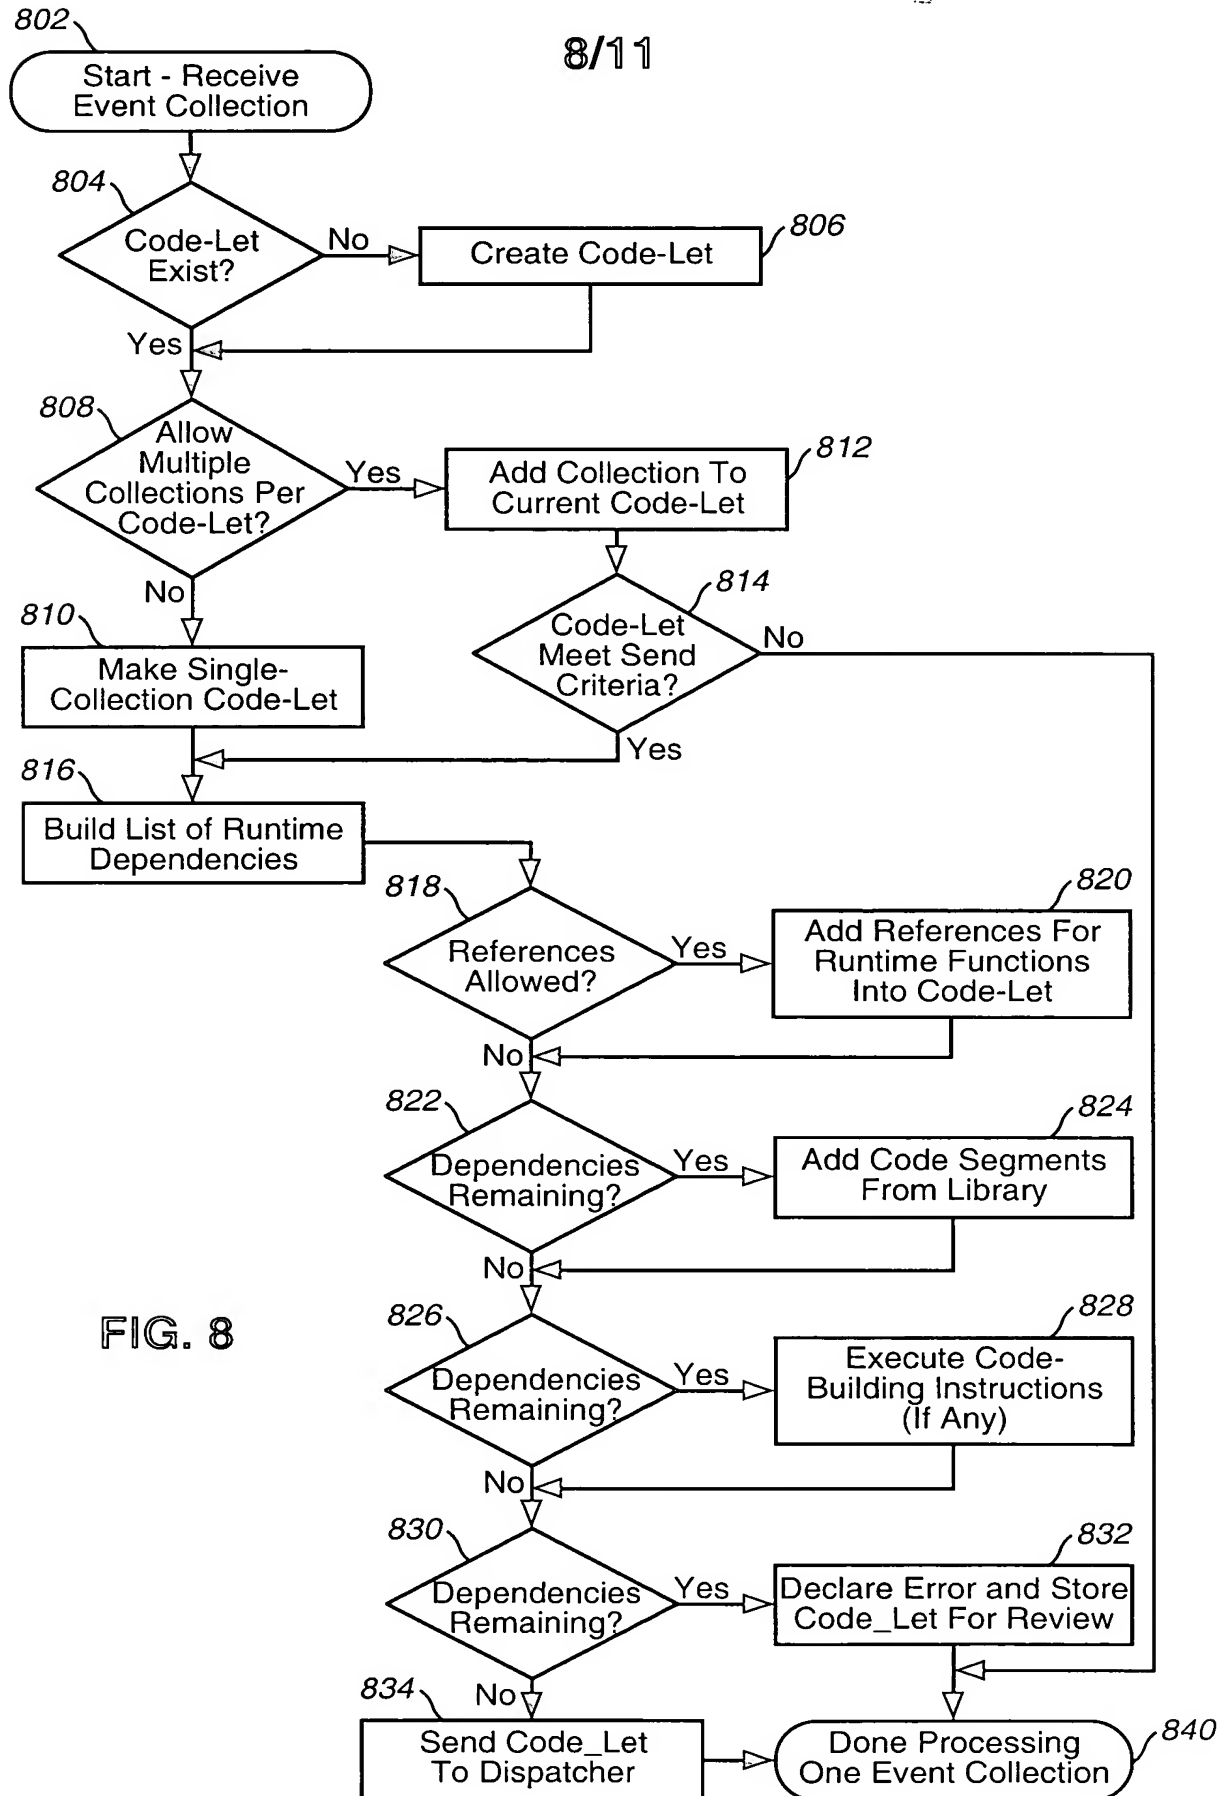 802
8/11
Start - Receive
Event Collection
804
Code-Let
Exist?
No
806
Create Code-Let
Yes
808
Allow
Multiple
Collections Per
Code-Let?
Yes
812
Add Collection To
Current Code-Let
No
814
Code-Let
Meet Send
Criteria?
No
810
Make Single-
Collection Code-Let
Yes
816
Build List of Runtime
Dependencies
818
References
Allowed?
Yes
820
Add References For
Runtime Functions
Into Code-Let
No
822
Dependencies
Remaining?
Yes
824
Add Code Segments
From Library
No
FIG. 8
826
Dependencies
Remaining?
Yes
828
Execute Code-
Building Instructions
(If Any)
No
830
Dependencies
Remaining?
Yes
832
Declare Error and Store
Code_Let For Review
No
834
Send Code_Let
To Dispatcher
840
Done Processing
One Event Collection